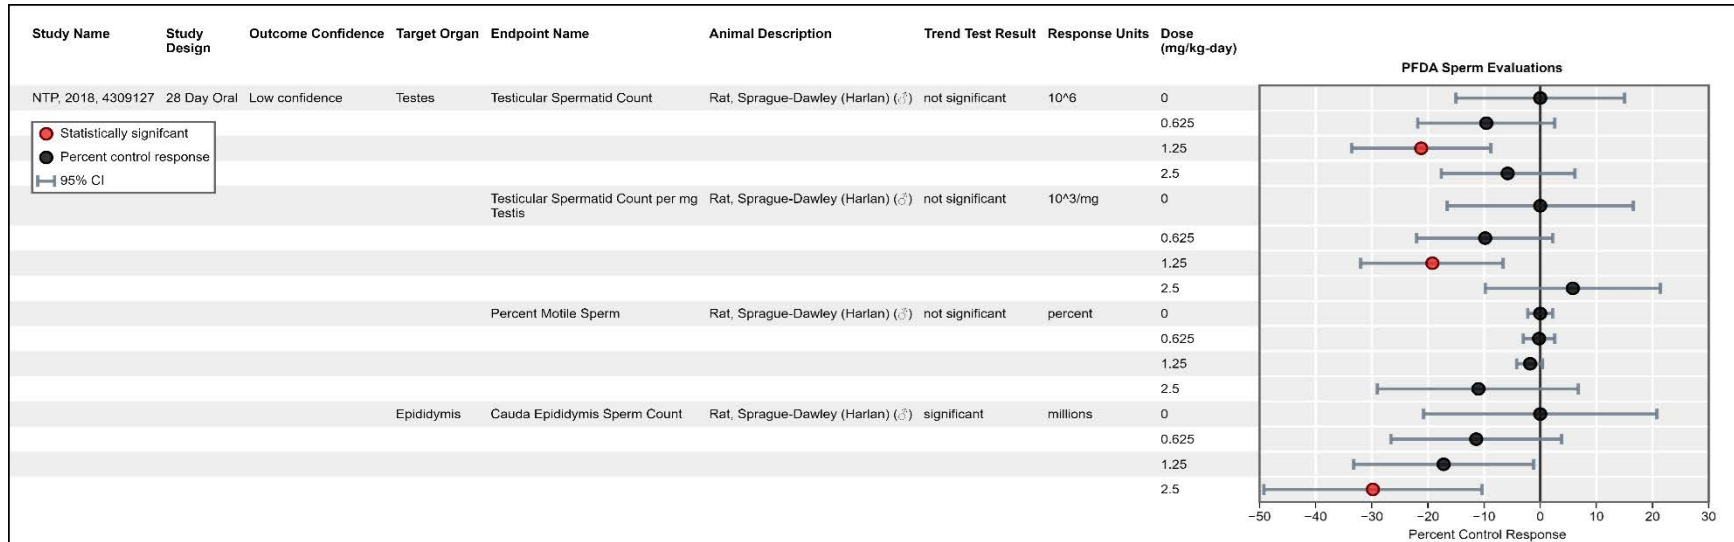 Study Name Study Design Outcome Confidence Target Organ Endpoint Name Animal Description Trend Test Result Response Units Dose (mg/kg-day)
PFDA Sperm Evaluations
NTP, 2018, 4309127 28 Day Oral Low confidence Testes Testicular Spermatid Count Rat, Sprague-Dawley (Harlan) (♂) not significant 10^6 0
0.625
Statistically signifcant
1.25
Percent control response
2.5
95% CI
Testicular Spermatid Count per mg Testis Rat, Sprague-Dawley (Harlan) (♂) not significant 10^3/mg 0
0.625
1.25
2.5
Percent Motile Sperm Rat, Sprague-Dawley (Harlan) (♂) not significant percent 0
0.625
1.25
2.5
Epididymis Cauda Epididymis Sperm Count Rat, Sprague-Dawley (Harlan) (♂) significant millions 0
0.625
1.25
2.5
−50 −40 −30 −20 −10 0 10 20 30
Percent Control Response